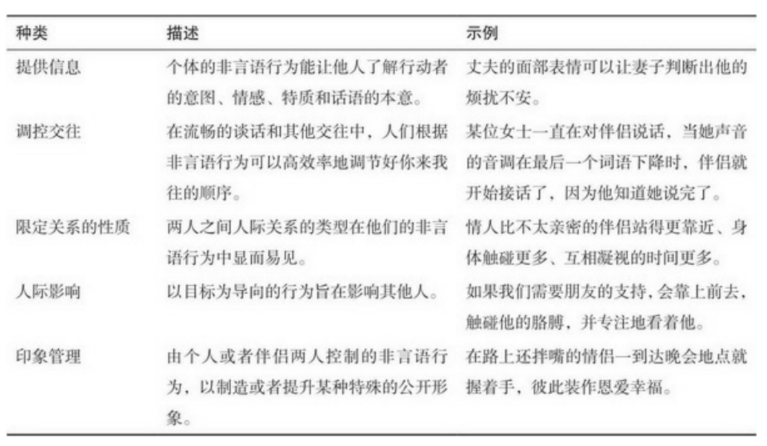 种类 描述 示例
提供信息 个体的非言语行为能让他人了解行动者 丈夫的面部表情可以让妻子判断出他的
的意图、情感、特质和话语的本意。 烦扰不安。
调控交往 在流畅的谈话和其他交往中，人们根据 某位女士一直在对伴侣说话，当她声音
非言语行为可以高效率地调节好你来我 的音调在最后一个词语下降时，伴侣就
往的顺序。 开始接话了，因为他知道她说完了。
限定关系的性质 两人之间人际关系的类型在他们的非言 情人比不太亲密的伴侣站得更靠近、身
语行为中显而易见。 体触碰更多、互相凝视的时间更多。
人际影响 以目标为导向的行为旨在影响其他人。 如果我们需要朋友的支持，会靠上前去，
触碰他的胳膊，并专注地看着他。
印象管理 由个人或者伴侣两人控制的非言语行 在路上还拌嘴的情侣一到达晚会地点就
为，以制造或者提升某种特殊的公开形 握着手，彼此装作恩爱幸福。
象。